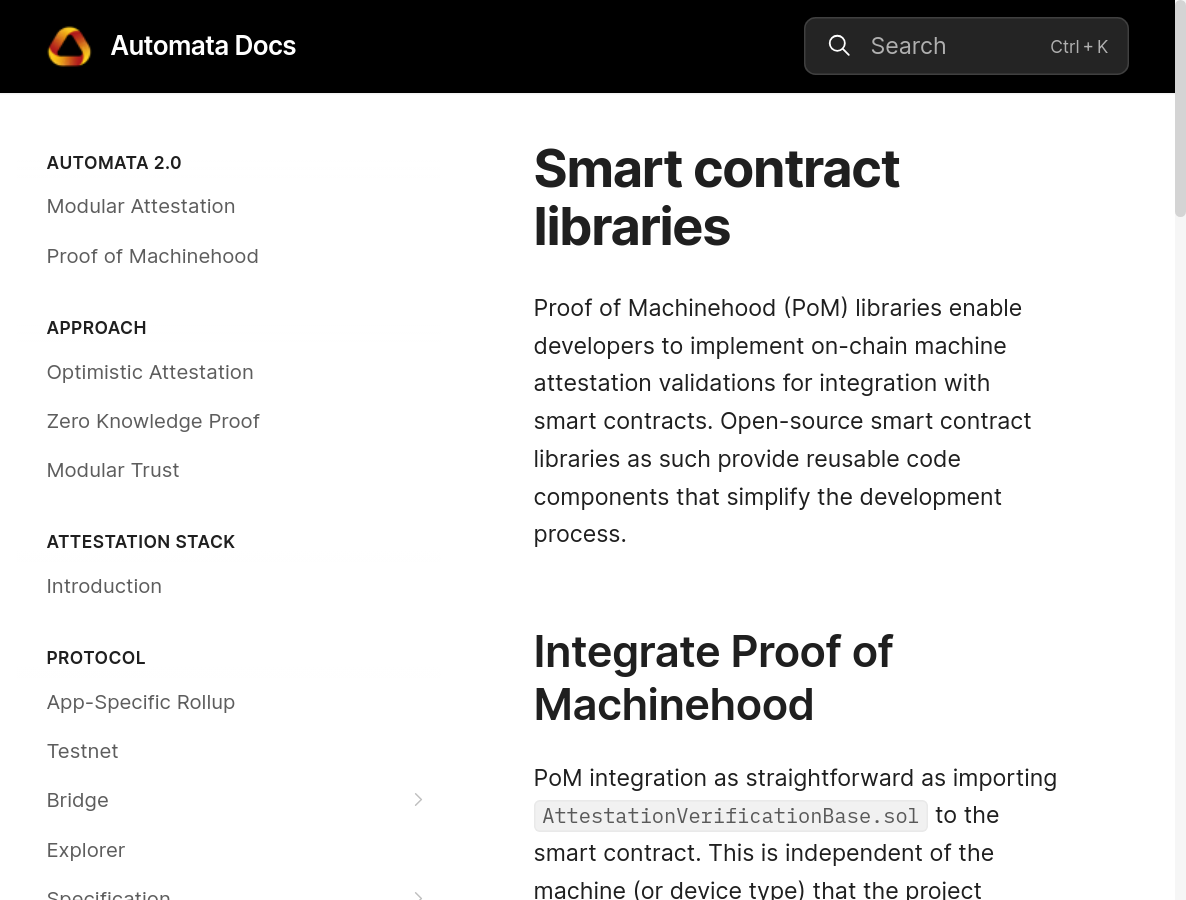 Automata Docs
Search
Ctrl + K
AUTOMATA 2.0
Modular Attestation
Proof of Machinehood
APPROACH
Optimistic Attestation
Zero Knowledge Proof
Modular Trust
ATTESTATION STACK
Introduction
PROTOCOL
App-Specific Rollup
Testnet
Bridge
Explorer
Specification
Smart contract
libraries
Proof of Machinehood (PoM) libraries enable
developers to implement on-chain machine
attestation validations for integration with
smart contracts. Open-source smart contract
libraries as such provide reusable code
components that simplify the development
process.
Integrate Proof of
Machinehood
PoM integration as straightforward as importing
AttestationVerificationBase.sol to the
smart contract. This is independent of the
machine (or device type) that the project